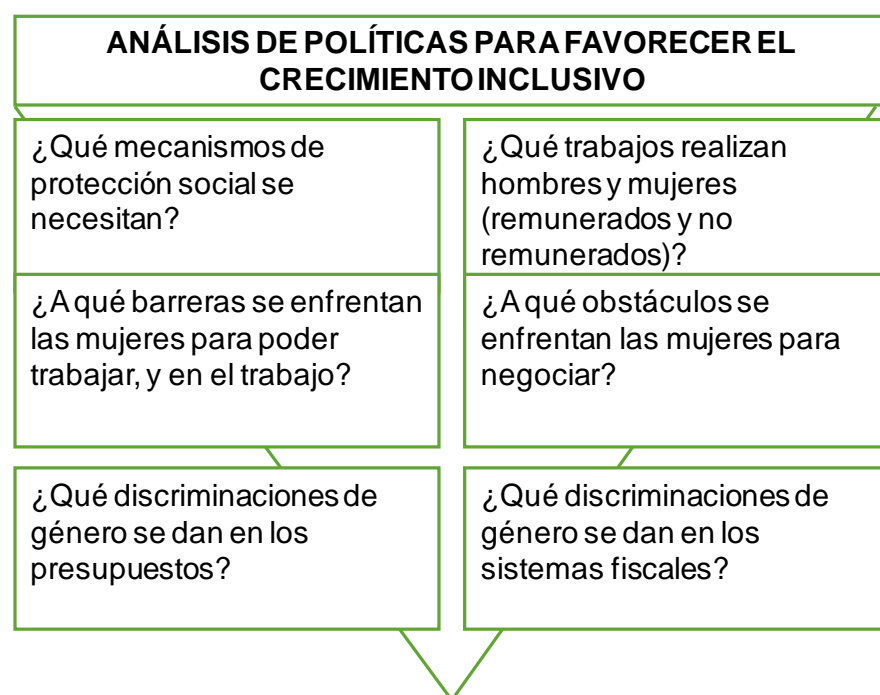 ANÁLISIS DE POLÍTICAS PARA FAVORECER EL
CRECIMIENTO INCLUSIVO
¿Qué mecanismos de
protección social se
necesitan?
¿Qué trabajos realizan
hombres y mujeres
(remunerados y no
remunerados)?
¿A qué barreras se enfrentan
las mujeres para poder
trabajar, y en el trabajo?
¿A qué obstáculos se
enfrentan las mujeres para
negociar?
¿Qué discriminaciones de
género se dan en los
presupuestos?
¿Qué discriminaciones de
género se dan en los
sistemas fiscales?